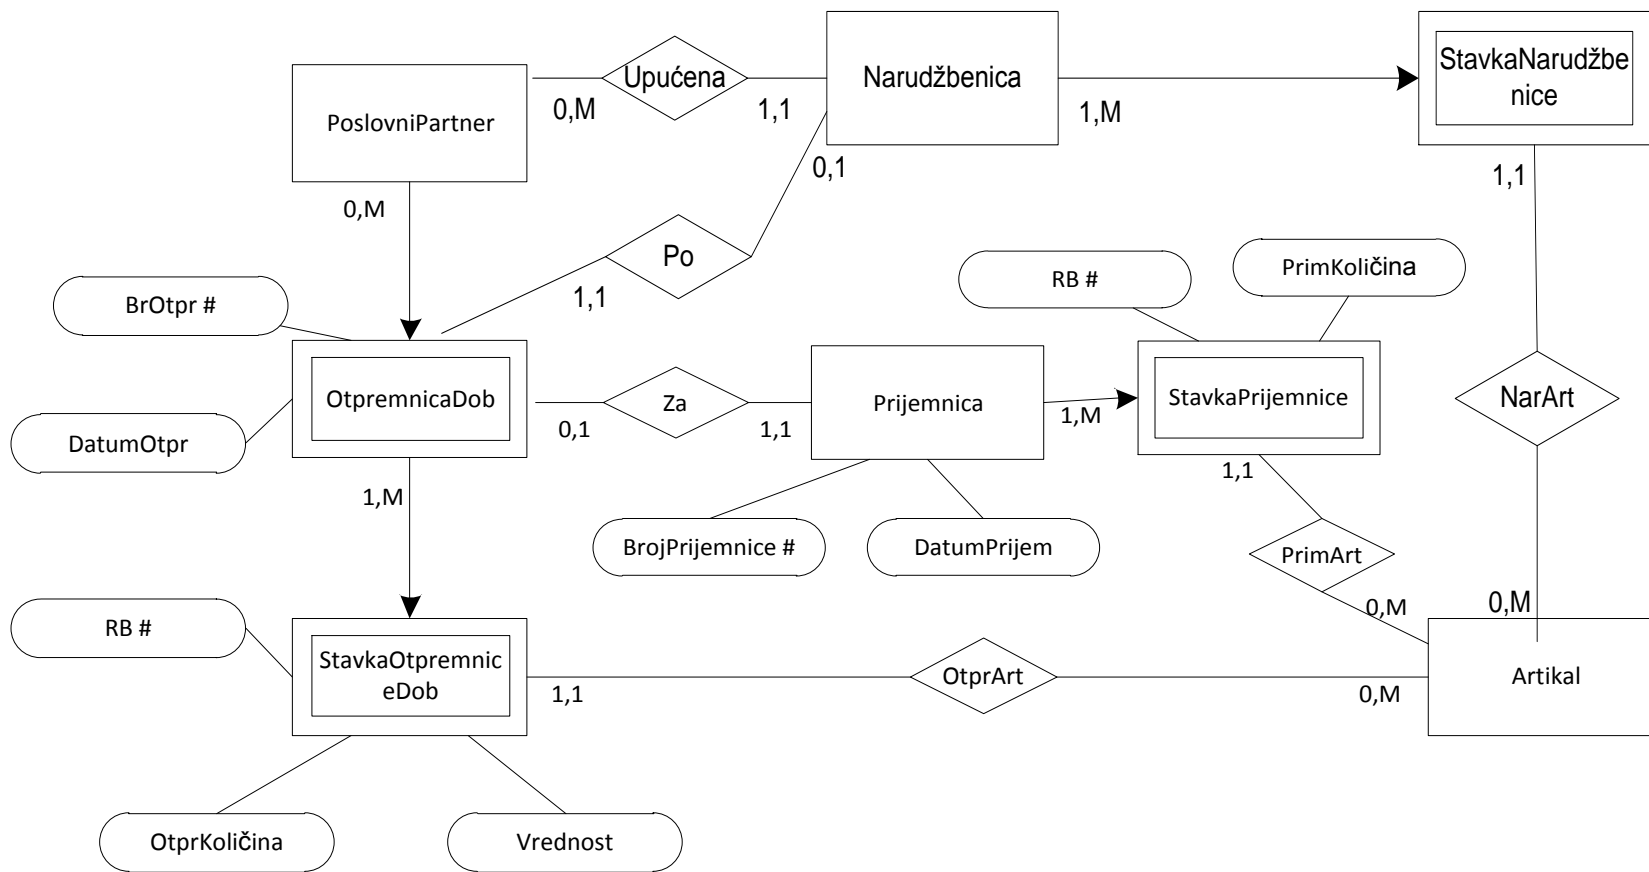 Upućena
Narudžbenica
StavkaNarudžbe
nice
PoslovniPartner
0,M
1,1
1,M
0,1
1,1
0,M
Po
RB #
PrimKoličina
BrOtpr #
1,1
OtpremnicaDob
Za
Prijemnica
StavkaPrijemnice
NarArt
DatumOtpr
0,1
1,1
1,M
1,1
1,M
BrojPrijemnice #
DatumPrijem
PrimArt
0,M
0,M
RB #
StavkaOtpremnic
eDob
OtprArt
Artikal
1,1
0,M
OtprKoličina
Vrednost